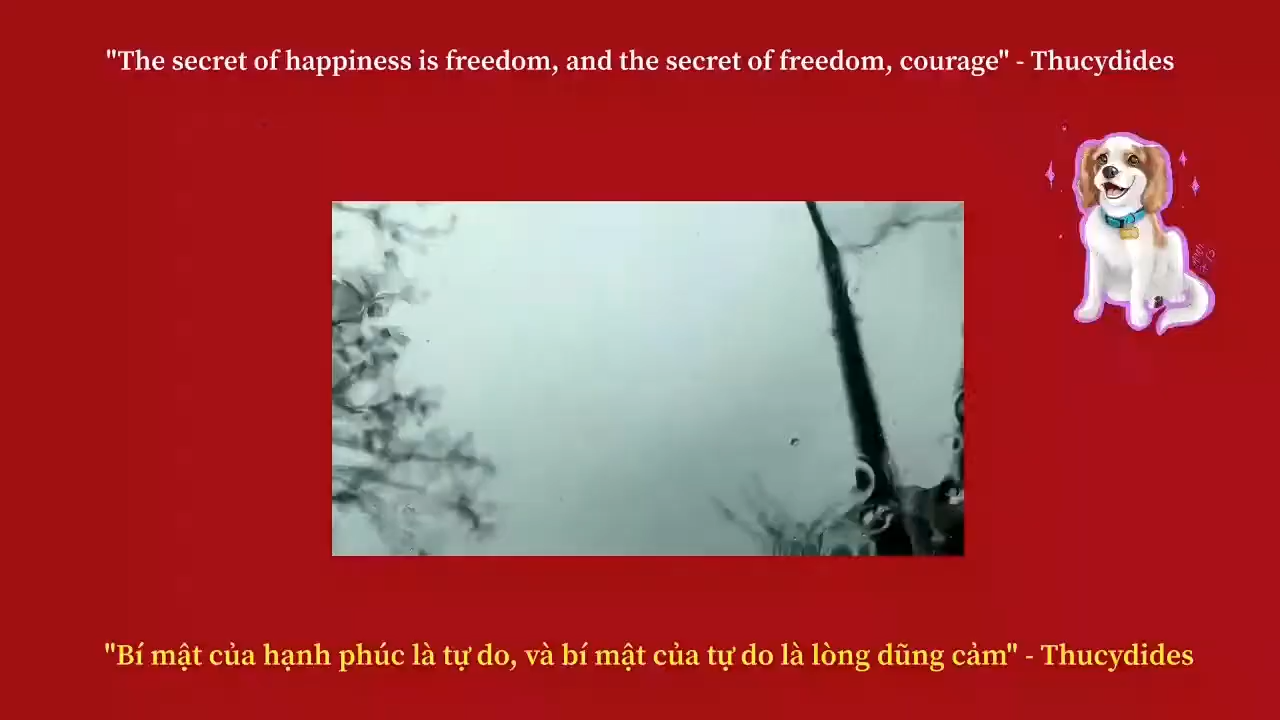 "The secret of happiness is freedom, and the secret of freedom, courage" - Thucydides
"Bí mật của hạnh phúc là tự do, và bí mật của tự do là lòng dũng cảm" - Thucydides